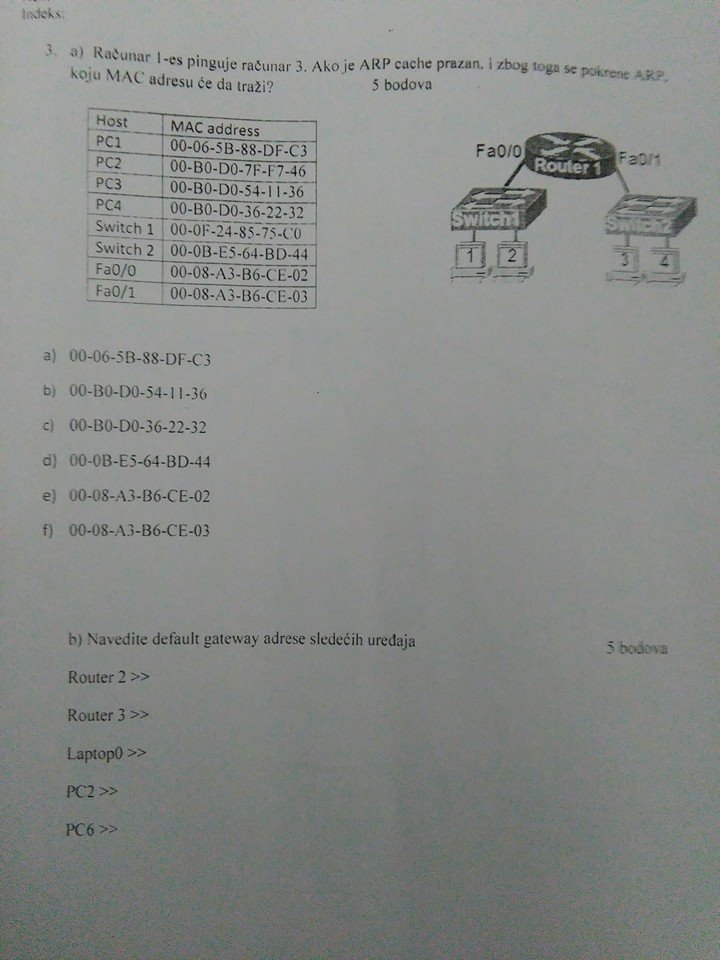 Indeks:
3. a) Računar 1-es pinguje računar 3. Ako je ARP cache prazan, i zbog toga se pokrene ARP,
koju MAC adresu će da traži? 5 bodova
Host MAC address
PC1 00-06-5B-88-DF-C3
PC2 00-B0-D0-7F-F7-46
PC3 00-B0-D0-54-11-36
PC4 00-B0-D0-36-22-32
Switch 1 00-0F-24-85-75-C0
Switch 2 00-0B-E5-64-BD-44
Fa0/0 00-08-A3-B6-CE-02
Fa0/1 00-08-A3-B6-CE-03
Fa0/0 Router 1 Fa0/1
Switch1 Switch2
1 2 3 4
a) 00-06-5B-88-DF-C3
b) 00-B0-D0-54-11-36
c) 00-B0-D0-36-22-32
d) 00-0B-E5-64-BD-44
e) 00-08-A3-B6-CE-02
f) 00-08-A3-B6-CE-03
b) Navedite default gateway adrese sledećih uređaja 5 bodova
Router 2 >>
Router 3 >>
Laptop0 >>
PC2 >>
PC6 >>